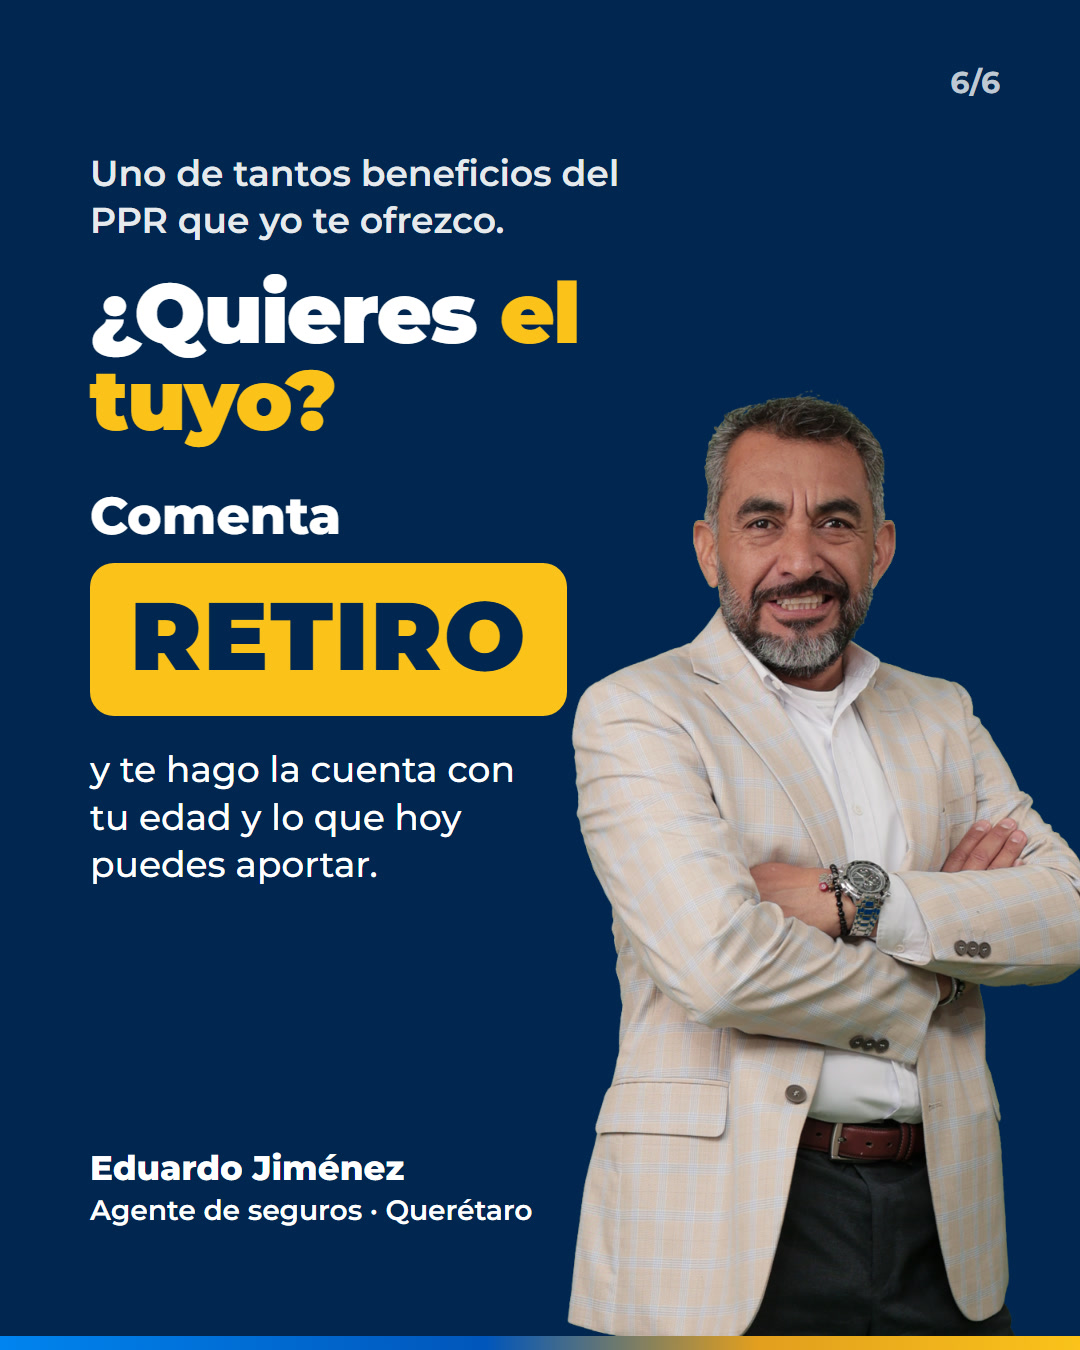 6/6
Uno de tantos beneficios del
PPR que yo te ofrezco.
¿Quieres el
tuyo?
Comenta
RETIRO
y te hago la cuenta con
tu edad y lo que hoy
puedes aportar.
Eduardo Jiménez
Agente de seguros · Querétaro